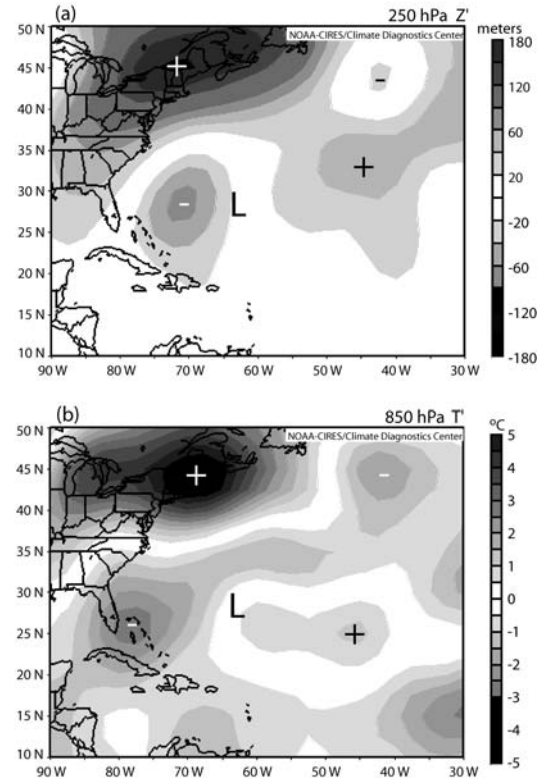 (a) 250 hPa Z'
NOAA-CIRES/Climate Diagnostics Center
meters
50 N
45 N
40 N
35 N
30 N
25 N
20 N
15 N
10 N
+
-
+
-
L
180
120
60
20
-20
-60
-120
-180
90 W 80 W 70 W 60 W 50 W 40 W 30 W
(b) 850 hPa T'
NOAA-CIRES/Climate Diagnostics Center
ºC
50 N
45 N
40 N
35 N
30 N
25 N
20 N
15 N
10 N
+
-
-
L
+
5
4
3
2
1
0
-1
-2
-3
-4
-5
90 W 80 W 70 W 60 W 50 W 40 W 30 W